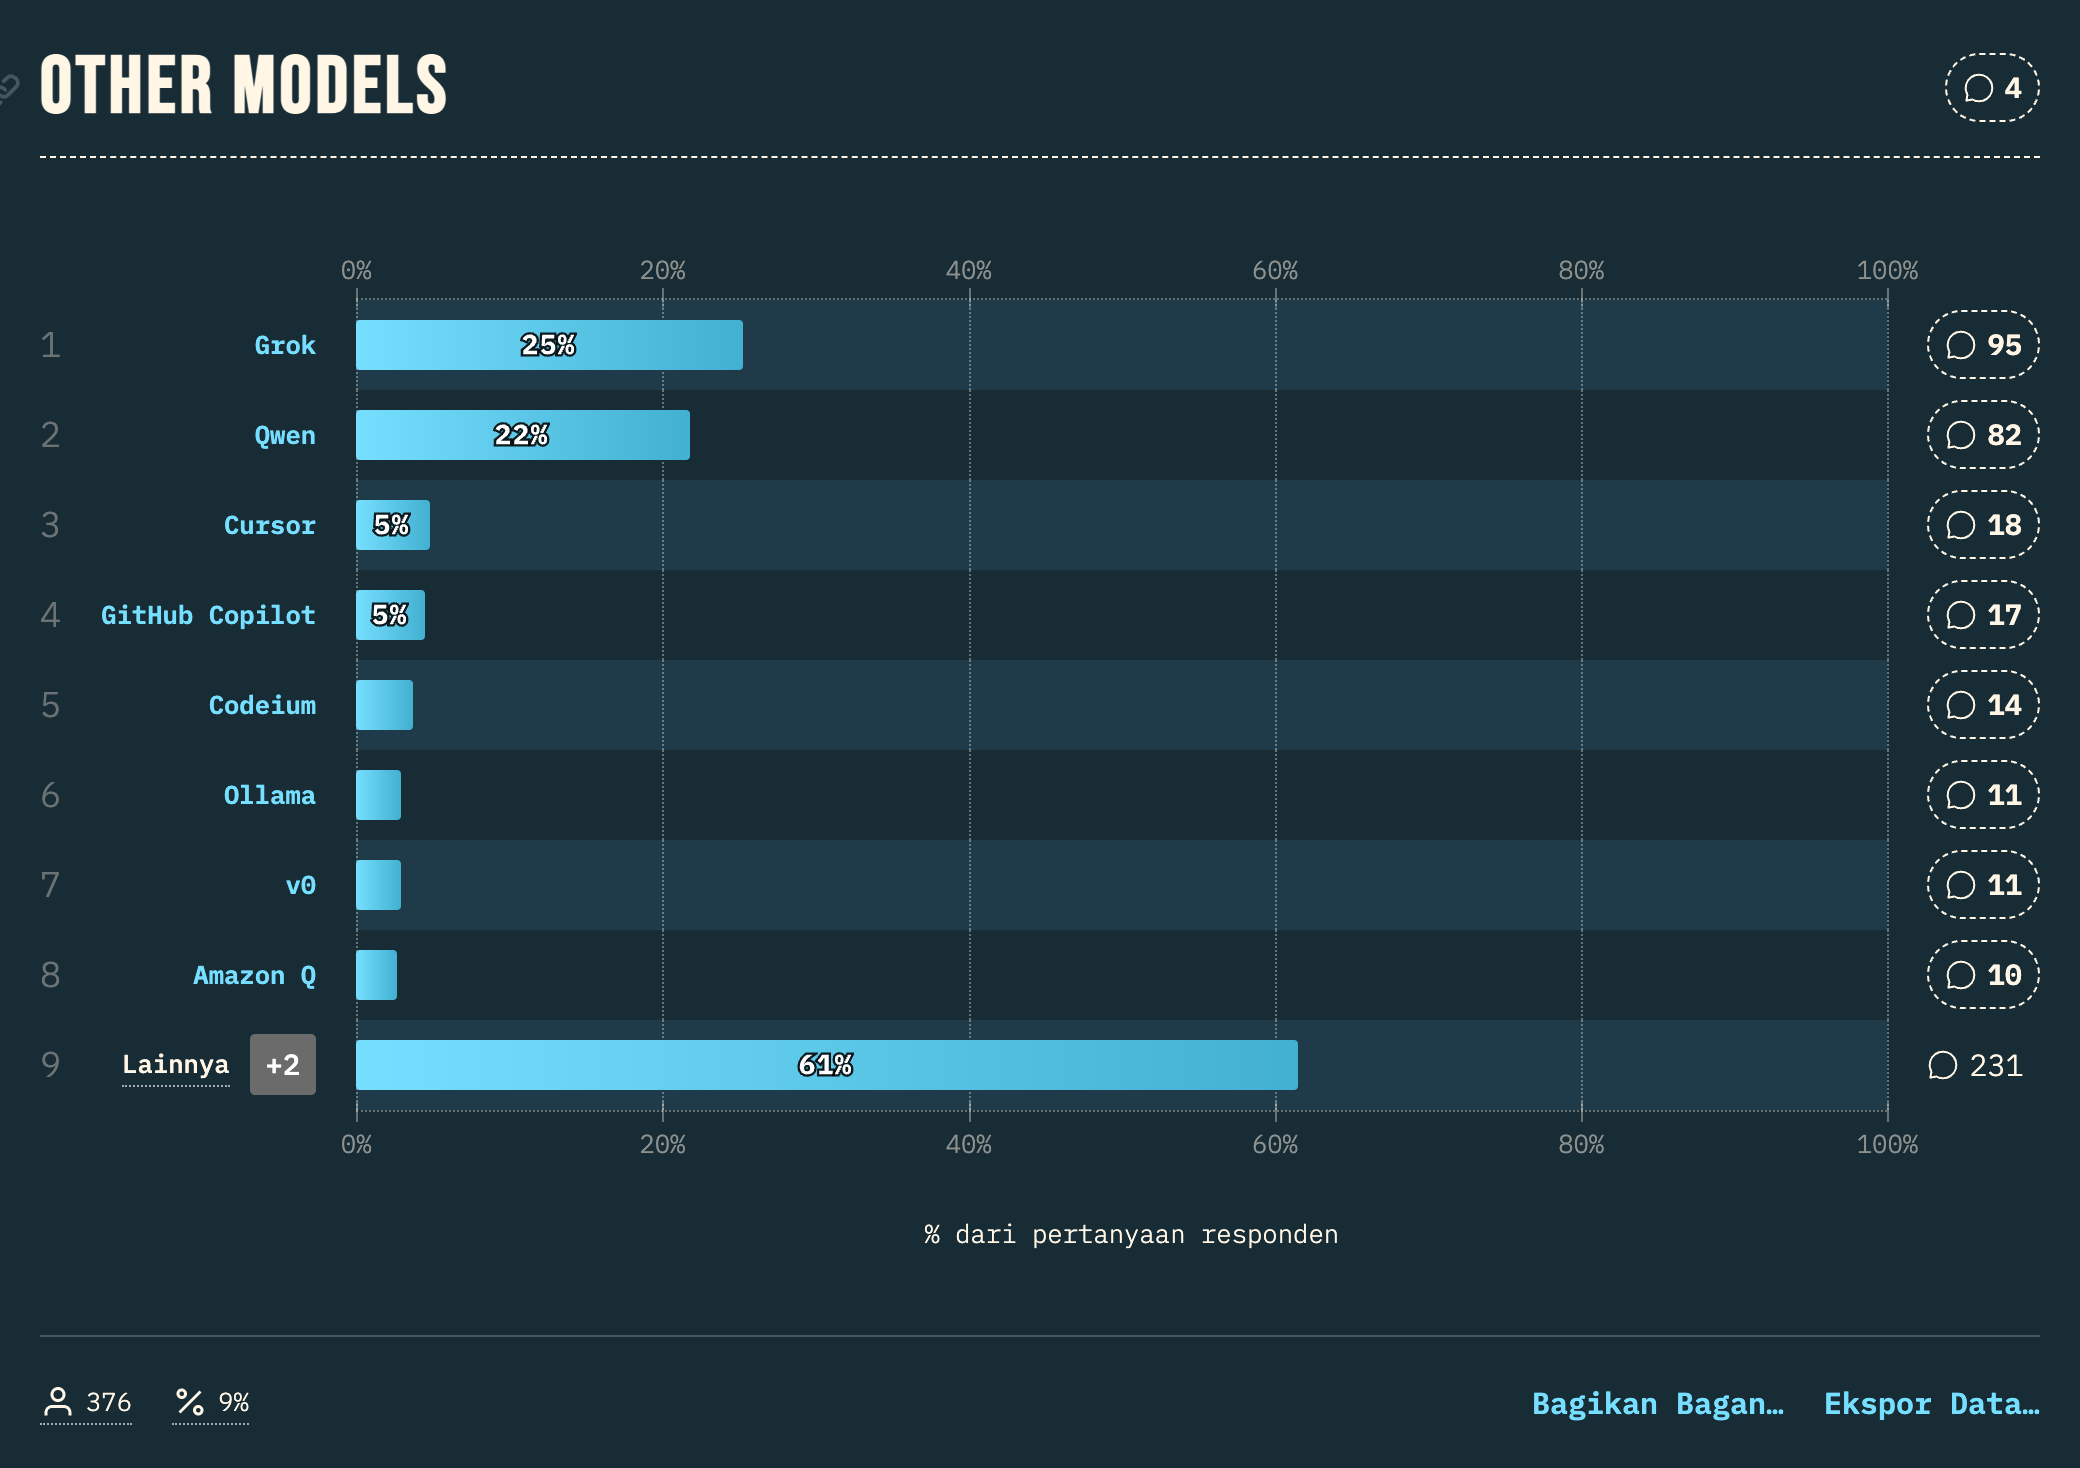 OTHER MODELS
4
0% 20% 40% 60% 80% 100%
1 Grok 25% 95
2 Qwen 22% 82
3 Cursor 5% 18
4 GitHub Copilot 5% 17
5 Codeium 14
6 Ollama 11
7 v0 11
8 Amazon Q 10
9 Lainnya +2 61% 231
0% 20% 40% 60% 80% 100%
% dari pertanyaan responden
376 % 9% Bagikan Bagan… Ekspor Data…